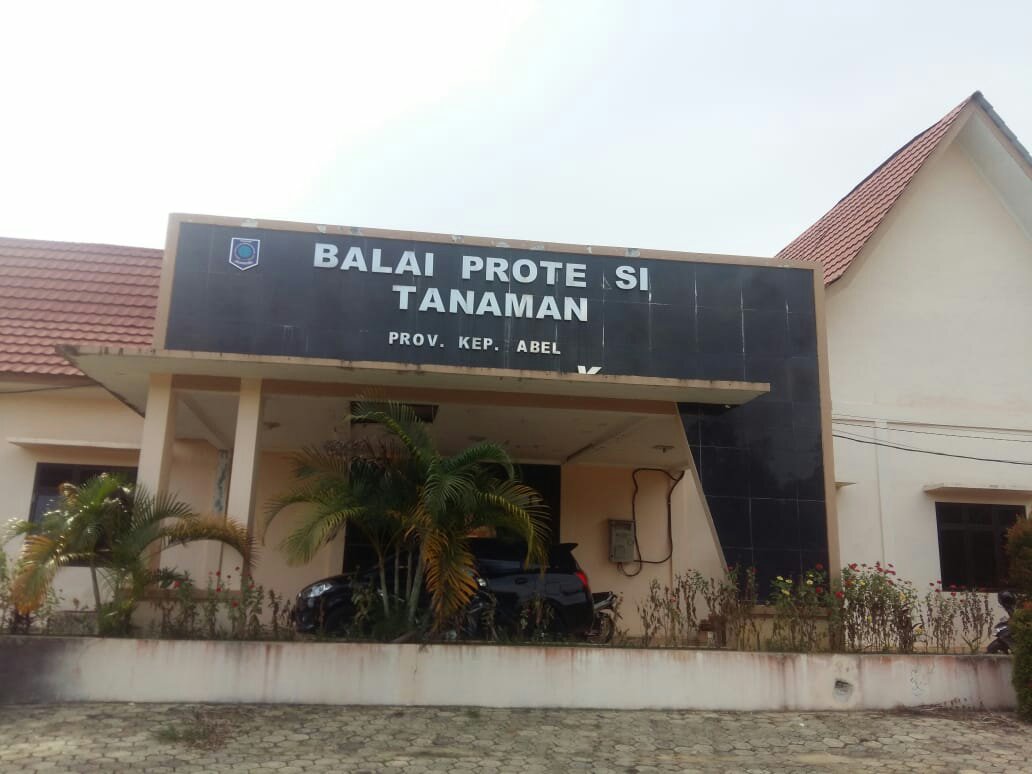 BALAI PROTE SI
TANAMAN
PROV. KEP. ABEL
K